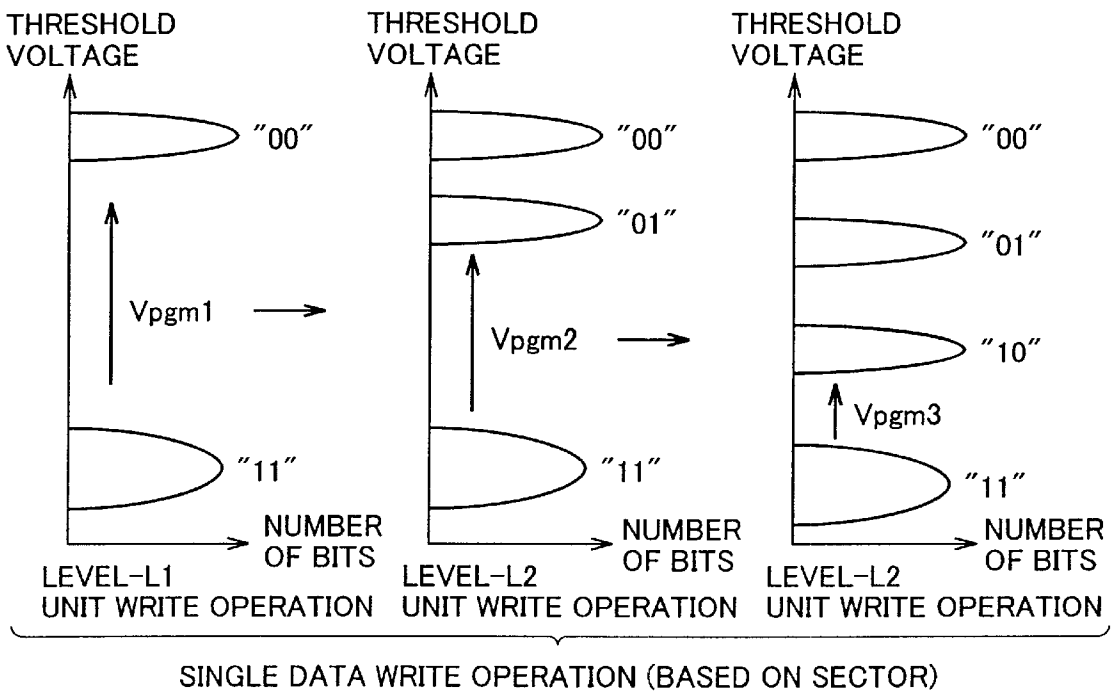 THRESHOLD
VOLTAGE
"00"
Vpgm1
"11"
NUMBER
OF BITS
LEVEL-L1
UNIT WRITE OPERATION
THRESHOLD
VOLTAGE
"00"
"01"
Vpgm2
"11"
NUMBER
OF BITS
LEVEL-L2
UNIT WRITE OPERATION
THRESHOLD
VOLTAGE
"00"
"01"
"10"
Vpgm3
"11"
NUMBER
OF BITS
LEVEL-L2
UNIT WRITE OPERATION
SINGLE DATA WRITE OPERATION (BASED ON SECTOR)